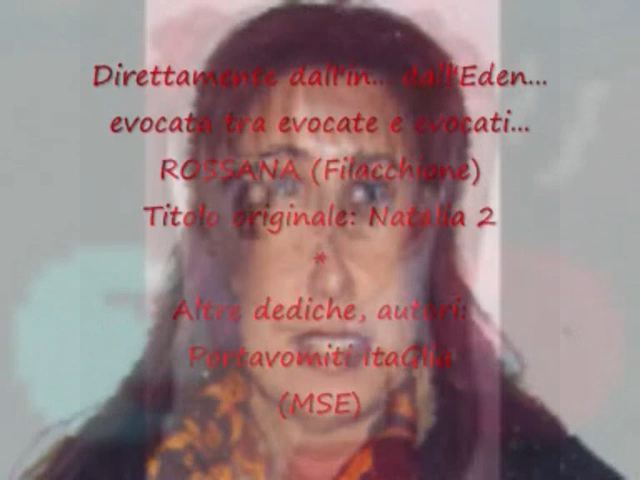 Direttamente dall'in... dall'Eden...
evocata tra evocate e evocati...
ROSSANA (Filacchione)
Titolo originale: Natalia 2
*
Altre dediche, autori:
Portavomiti itaGlia
(MSE)